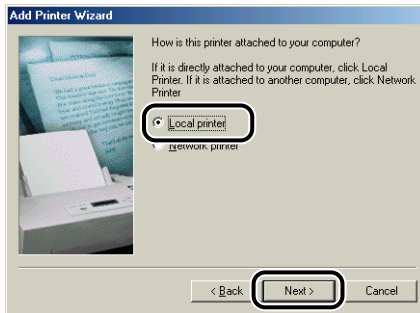 Add Printer Wizard
How is this printer attached to your computer?
If it is directly attached to your computer, click Local
Printer. If it is attached to another computer, click Network
Printer
Local printer
Network printer
< Back
Next >
Cancel